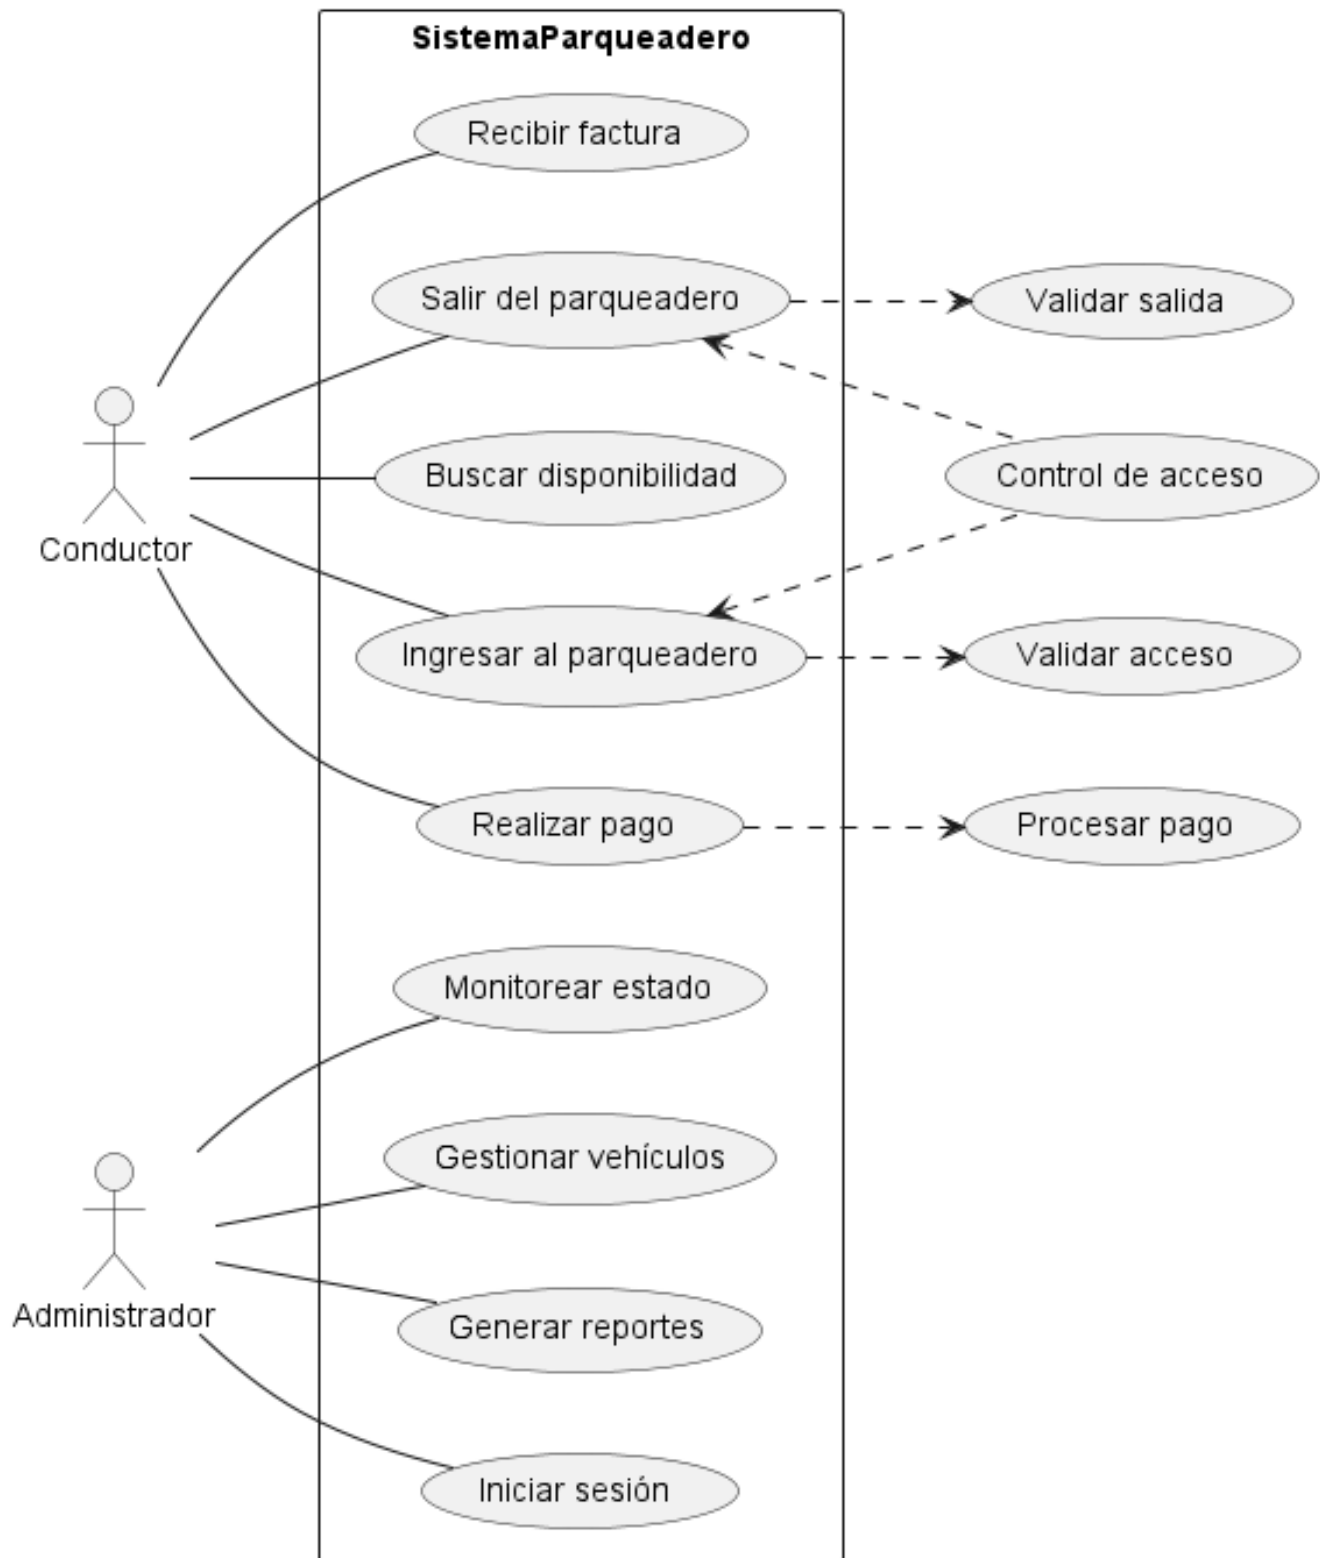 SistemaParqueadero
Recibir factura
Salir del parqueadero
Validar salida
Buscar disponibilidad
Control de acceso
Conductor
Ingresar al parqueadero
Validar acceso
Realizar pago
Procesar pago
Monitorear estado
Gestionar vehículos
Administrador
Generar reportes
Iniciar sesión